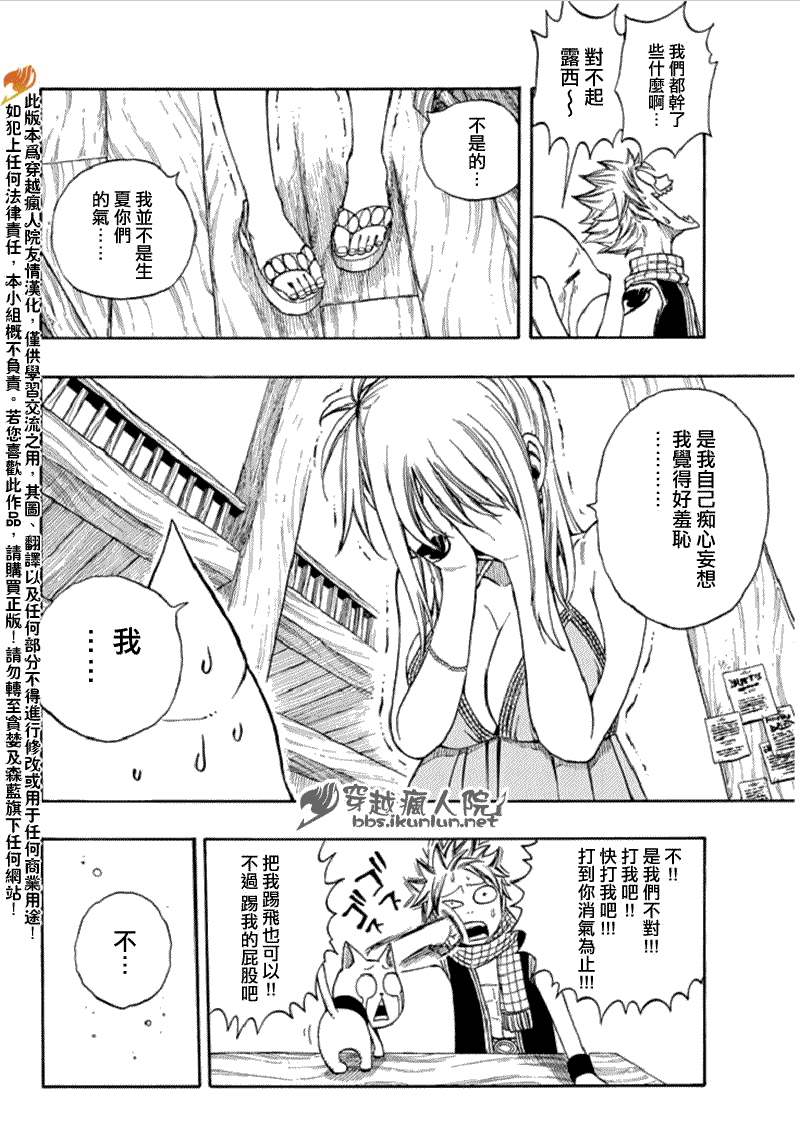 我們都幹了
些什麼啊…
對不起
露西～
不是的…
我並不是生
夏你們
的氣……
是我自己痴心妄想
我覺得好羞恥
………
我
……
不!!
是我們不對!!!
打我吧!!
快打我吧!!!
打到你消氣為止!!!
把我踢飛也可以!!
不過 踢我的屁股吧
ズギ
ズギ
不…
穿越瘋人院
bbs.ikunlun.net
此版本爲穿越瘋人院友情漢化，僅供學習交流之用，其圖、翻譯以及任何部分不得進行修改或用于任何商業用途！
如犯上任何法律責任，本小組概不負責。若您喜歡此作品，請購買正版！請勿轉至貪婪及森藍旗下任何網站！